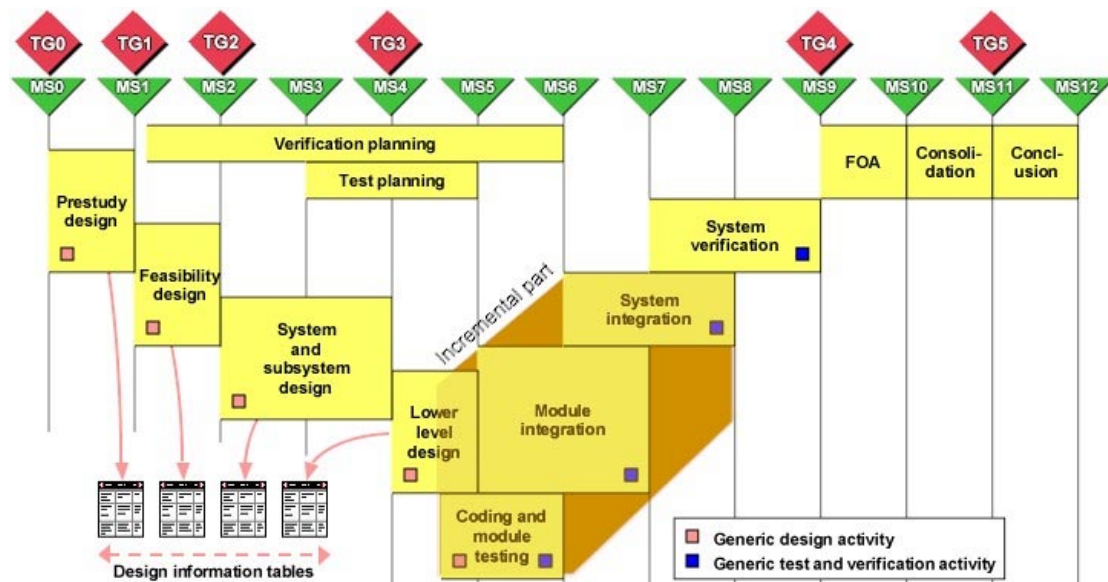 TG0 TG1 TG2 TG3 TG4 TG5
MS0 MS1 MS2 MS3 MS4 MS5 MS6 MS7 MS8 MS9 MS10 MS11 MS12
Verification planning
Test planning
FOA
Consoli-
dation
Concl-
usion
Prestudy
design
Feasibility
design
System
and
subsystem
design
Lower
level
design
Incremental part
System
verification
System
integration
Module
integration
Coding and
module
testing
Design information tables
Generic design activity
Generic test and verification activity